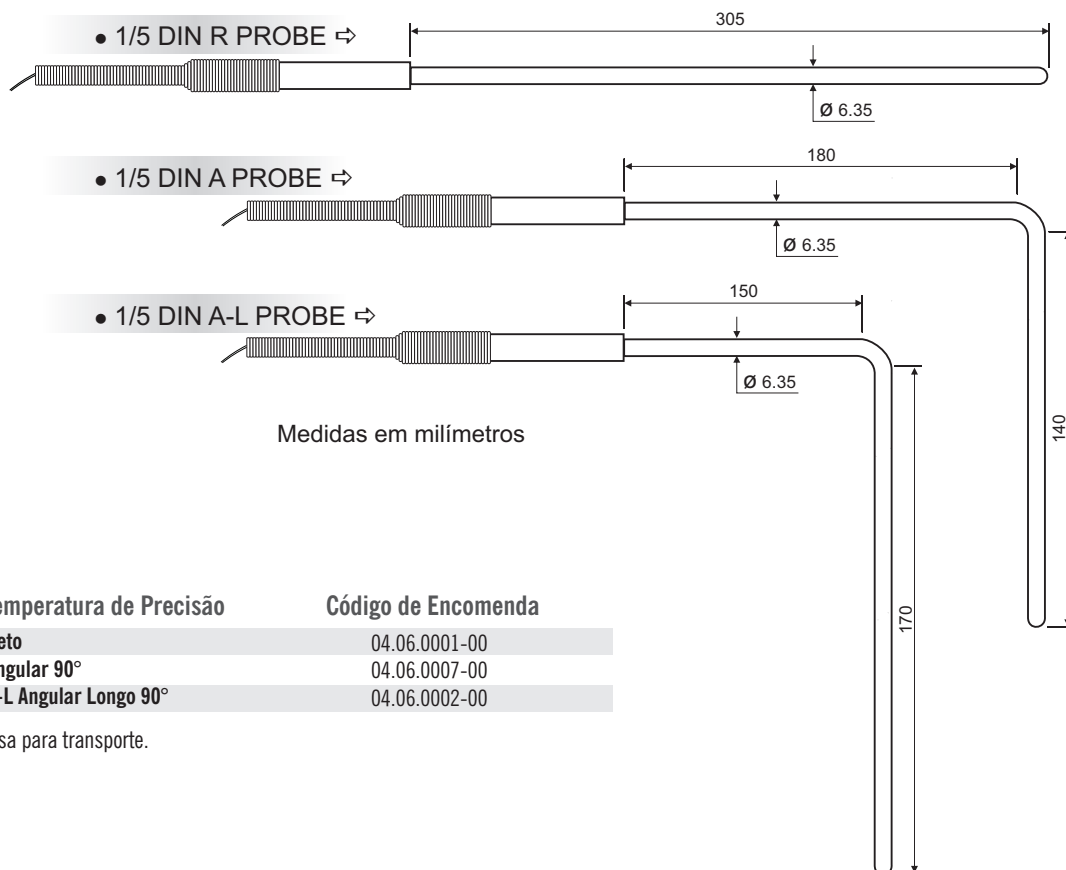 305
● 1/5 DIN R PROBE ⇨
Ø 6.35
180
● 1/5 DIN A PROBE ⇨
Ø 6.35
150
● 1/5 DIN A-L PROBE ⇨
Ø 6.35
140
Medidas em milímetros
170
emperatura de Precisão Código de Encomenda
eto 04.06.0001-00
ngular 90° 04.06.0007-00
-L Angular Longo 90° 04.06.0002-00
sa para transporte.